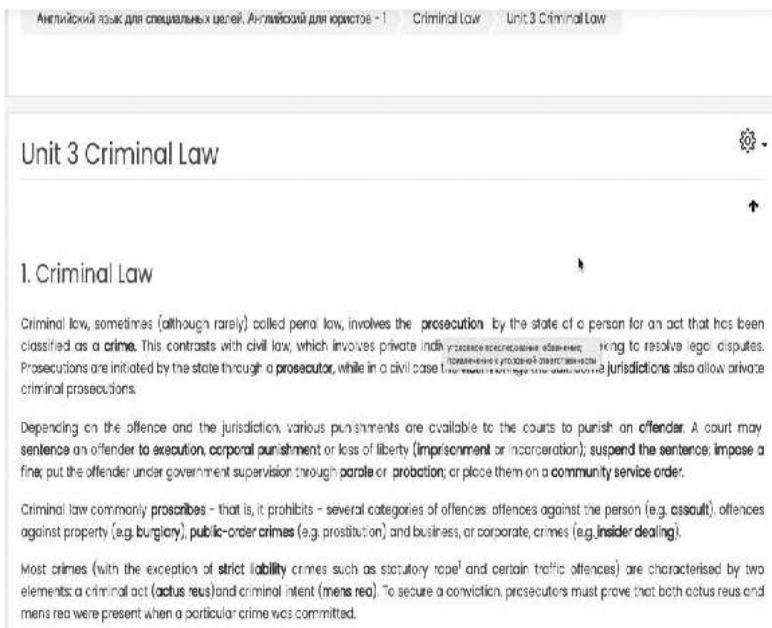 Английский язык для специальных целей. Английский для юристов - 1 Criminal Law Unit 3 Criminal Law
Unit 3 Criminal Law
1. Criminal Law
Criminal law, sometimes (although rarely) called penal law, involves the prosecution by the state of a person for an act that has been
classified as a crime. This contrasts with civil law, which involves private indiv king to resolve legal disputes.
уголовное преследование; обвинение;
привлечение к уголовной ответственности
Prosecutions are initiated by the state through a prosecutor, while in a civil case jurisdictions also allow private
criminal prosecutions.
Depending on the offence and the jurisdiction, various punishments are available to the courts to punish an offender. A court may
sentence an offender to execution, corporal punishment or loss of liberty (imprisonment or incarceration); suspend the sentence; impose a
fine; put the offender under government supervision through parole or probation; or place them on a community service order.
Criminal law commonly proscribes - that is, it prohibits - several categories of offences: offences against the person (e.g. assault), offences
against property (e.g. burglary), public-order crimes (e.g. prostitution) and business, or corporate, crimes (e.g. insider dealing).
Most crimes (with the exception of strict liability crimes such as statutory rape¹ and certain traffic offences) are characterised by two
elements: a criminal act (actus reus)and criminal intent (mens rea). To secure a conviction, prosecutors must prove that both actus reus and
mens rea were present when a particular crime was committed.